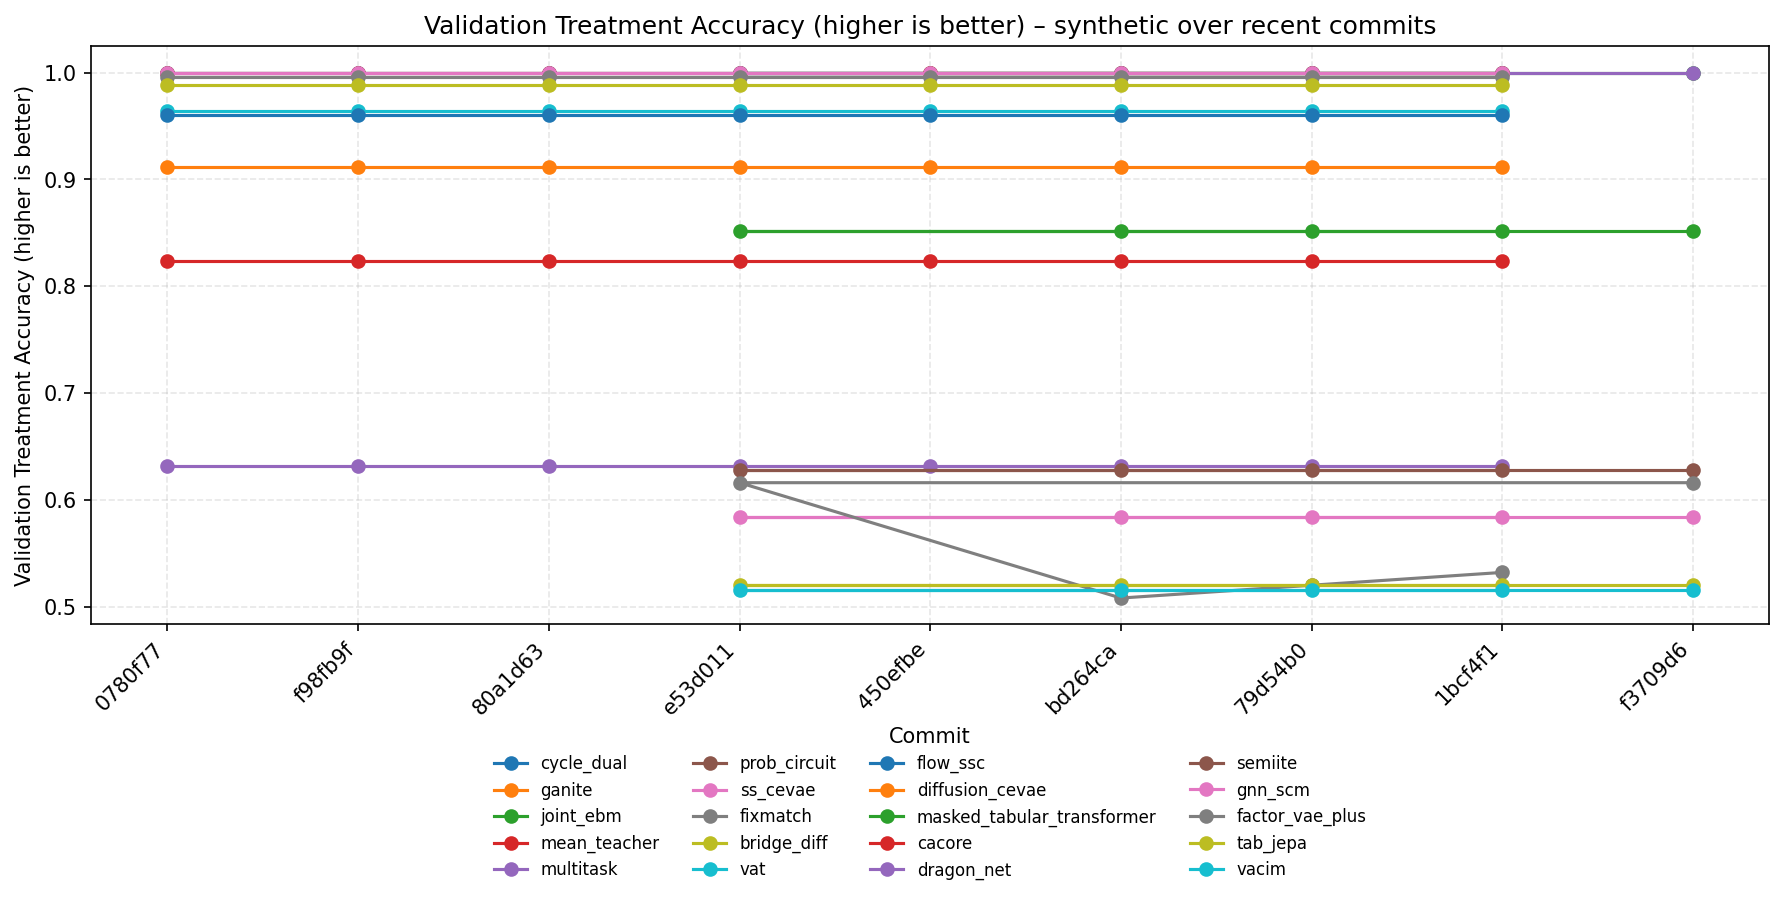 Validation Treatment Accuracy (higher is better) – synthetic over recent commits
Validation Treatment Accuracy (higher is better)
1.0
0.9
0.8
0.7
0.6
0.5
0780f77
f98fb9f
80a1d63
e53d011
450efbe
bd264ca
79d54b0
1bcf4f1
f3709d6
Commit
cycle_dual
ganite
joint_ebm
mean_teacher
multitask
prob_circuit
ss_cevae
fixmatch
bridge_diff
vat
flow_ssc
diffusion_cevae
masked_tabular_transformer
cacore
dragon_net
semiite
gnn_scm
factor_vae_plus
tab_jepa
vacim